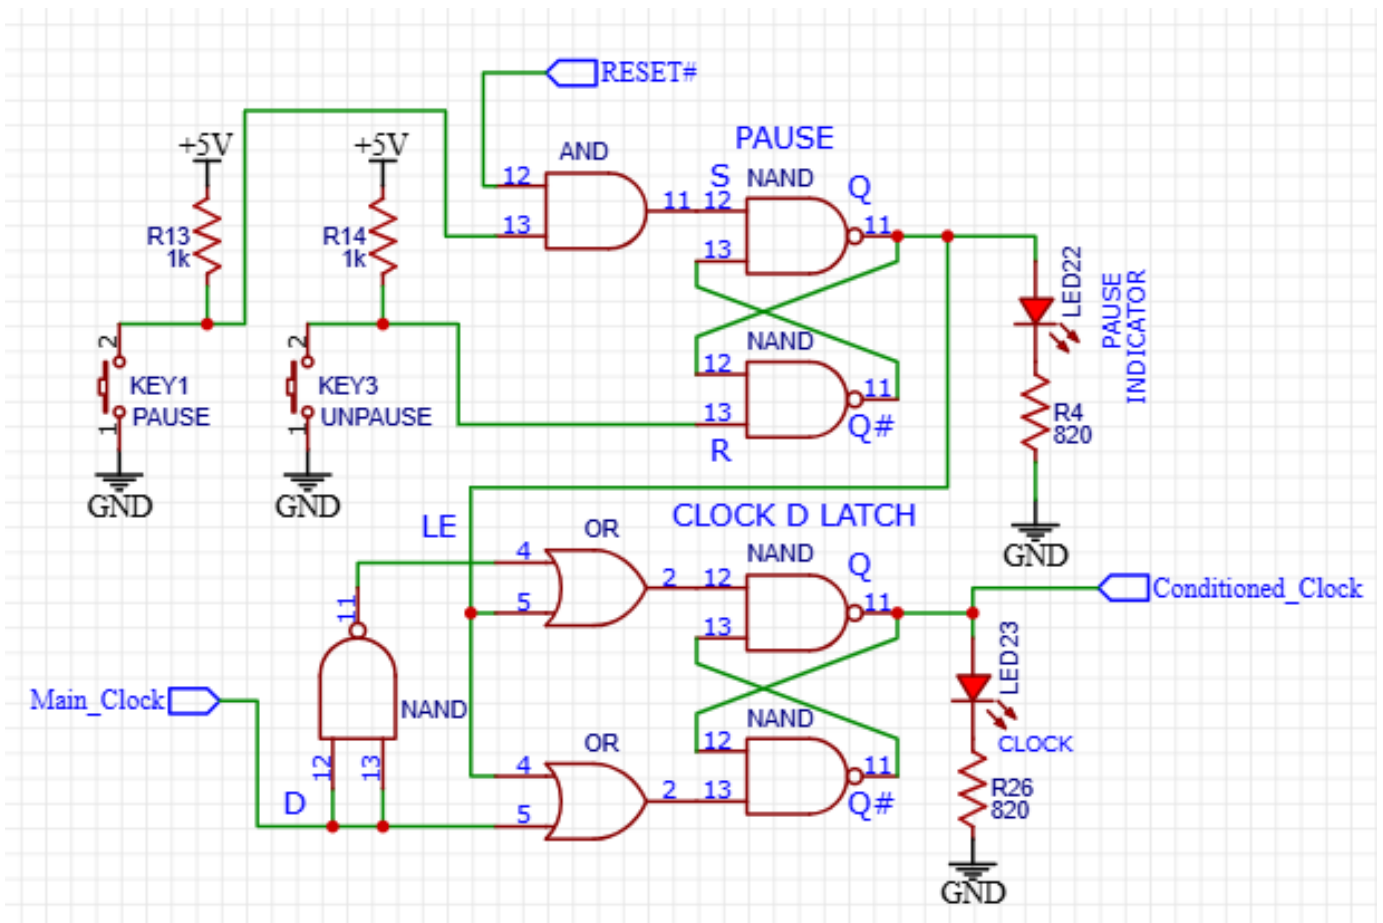 RESET#
PAUSE
+5V
+5V
AND
S
NAND
Q
12
11
12
11
13
13
R13
1k
R14
1k
LED22
PAUSE
INDICATOR
NAND
2
KEY1
PAUSE
1
GND
2
KEY3
UNPAUSE
1
GND
12
11
13
Q#
R
R4
820
GND
LE
CLOCK D LATCH
OR
NAND
Q
4
5
2
12
11
13
Conditioned_Clock
11
NAND
Main_Clock
12
13
D
LED23
CLOCK
NAND
OR
4
5
2
12
13
11
Q#
R26
820
GND